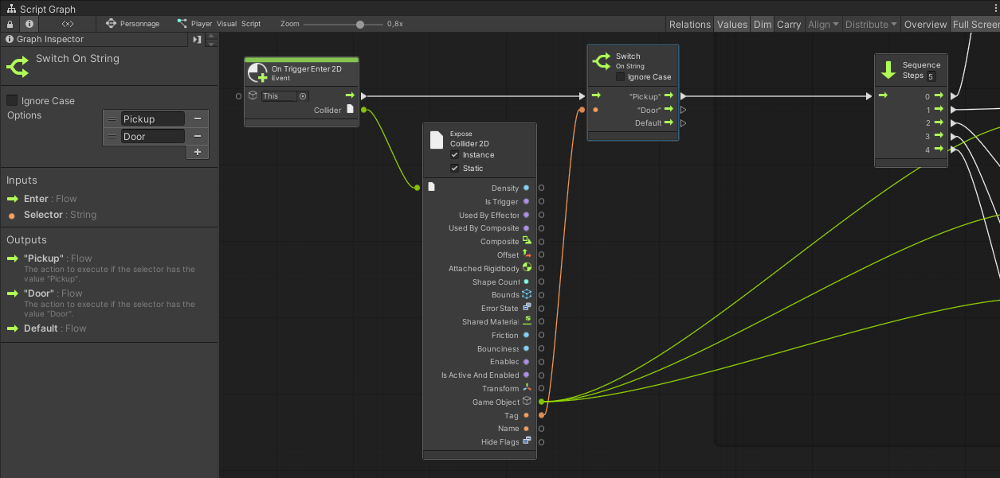 Script Graph
Personnage
Player Visual Script
Zoom
0,8x
Relations
Values
Dim
Carry
Align
Distribute
Overview
Full Screen
Graph Inspector
Switch On String
Ignore Case
Options
Pickup
Door
Inputs
Enter : Flow
Selector : String
Outputs
"Pickup" : Flow
The action to execute if the selector has the
value "Pickup".
"Door" : Flow
The action to execute if the selector has the
value "Door".
Default : Flow
On Trigger Enter 2D
Event
This
Collider
Expose
Collider 2D
Instance
Static
Density
Is Trigger
Used By Effector
Used By Composite
Composite
Offset
Attached Rigidbody
Shape Count
Bounds
Error State
Shared Material
Friction
Bounciness
Enabled
Is Active And Enabled
Transform
Game Object
Tag
Name
Hide Flags
Switch
On String
Ignore Case
"Pickup"
"Door"
Default
Sequence
Steps 5
0
1
2
3
4